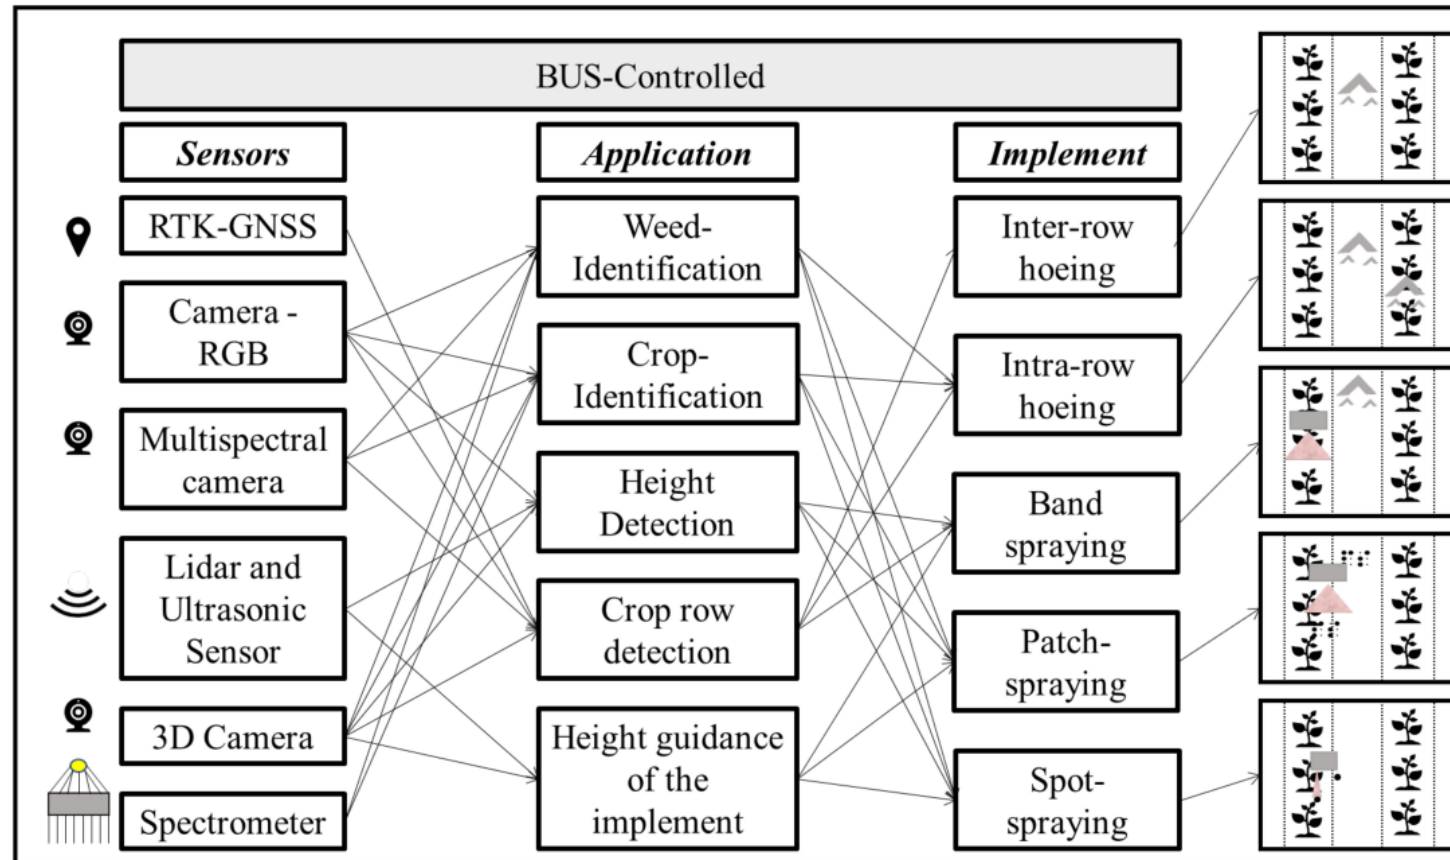 BUS-Controlled
Sensors
Application
Implement
RTK-GNSS
Camera -
RGB
Multispectral
camera
Lidar and
Ultrasonic
Sensor
3D Camera
Spectrometer
Weed-
Identification
Crop-
Identification
Height
Detection
Crop row
detection
Height guidance
of the
implement
Inter-row
hoeing
Intra-row
hoeing
Band
spraying
Patch-
spraying
Spot-
spraying